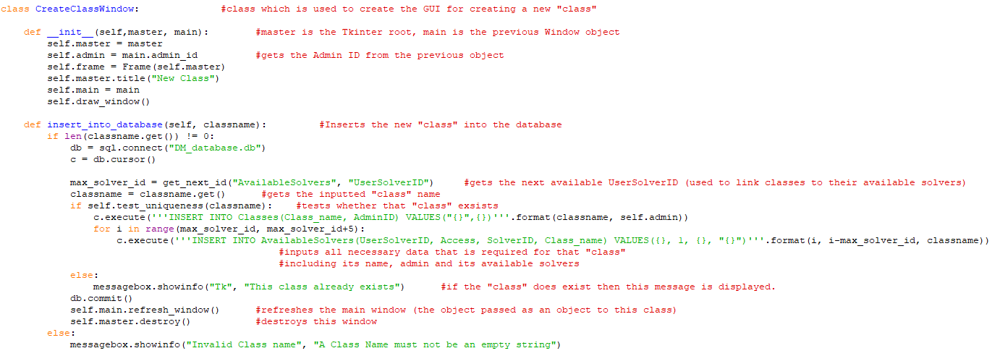 class CreateClassWindow:              #class which is used to create the GUI for creating a new "class"
    def __init__(self,master, main):        #master is the Tkinter root, main is the previous Window object
        self.master = master
        self.admin = main.admin_id          #gets the Admin ID from the previous object
        self.frame = Frame(self.master)
        self.master.title("New Class")
        self.main = main
        self.draw_window()
    def insert_into_database(self, classname):         #Inserts the new "class" into the database
        if len(classname.get()) != 0:
            db = sql.connect("DM_database.db")
            c = db.cursor()
            max_solver_id = get_next_id("AvailableSolvers", "UserSolverID")     #gets the next available UserSolverID (used to link classes to their available solvers)
            classname = classname.get()      #gets the inputted "class" name
            if self.test_uniqueness(classname):    #tests whether that "class" exsists
                c.execute('''INSERT INTO Classes(Class_name, AdminID) VALUES("{}",{})'''.format(classname, self.admin))
                for i in range(max_solver_id, max_solver_id+5):
                    c.execute('''INSERT INTO AvailableSolvers(UserSolverID, Access, SolverID, Class_name) VALUES({}, 1, {}, "{}")'''.format(i, i-max_solver_id, classname))
                                                #inputs all necessary data that is required for that "class"
                                                #including its name, admin and its available solvers
            else:
                messagebox.showinfo("Tk", "This class already exists")      #if the "class" does exist then this message is displayed.
            db.commit()
            self.main.refresh_window()      #refreshes the main window (the object passed as an object to this class)
            self.master.destroy()           #destroys this window
        else:
            messagebox.showinfo("Invalid Class name", "A Class Name must not be an empty string")